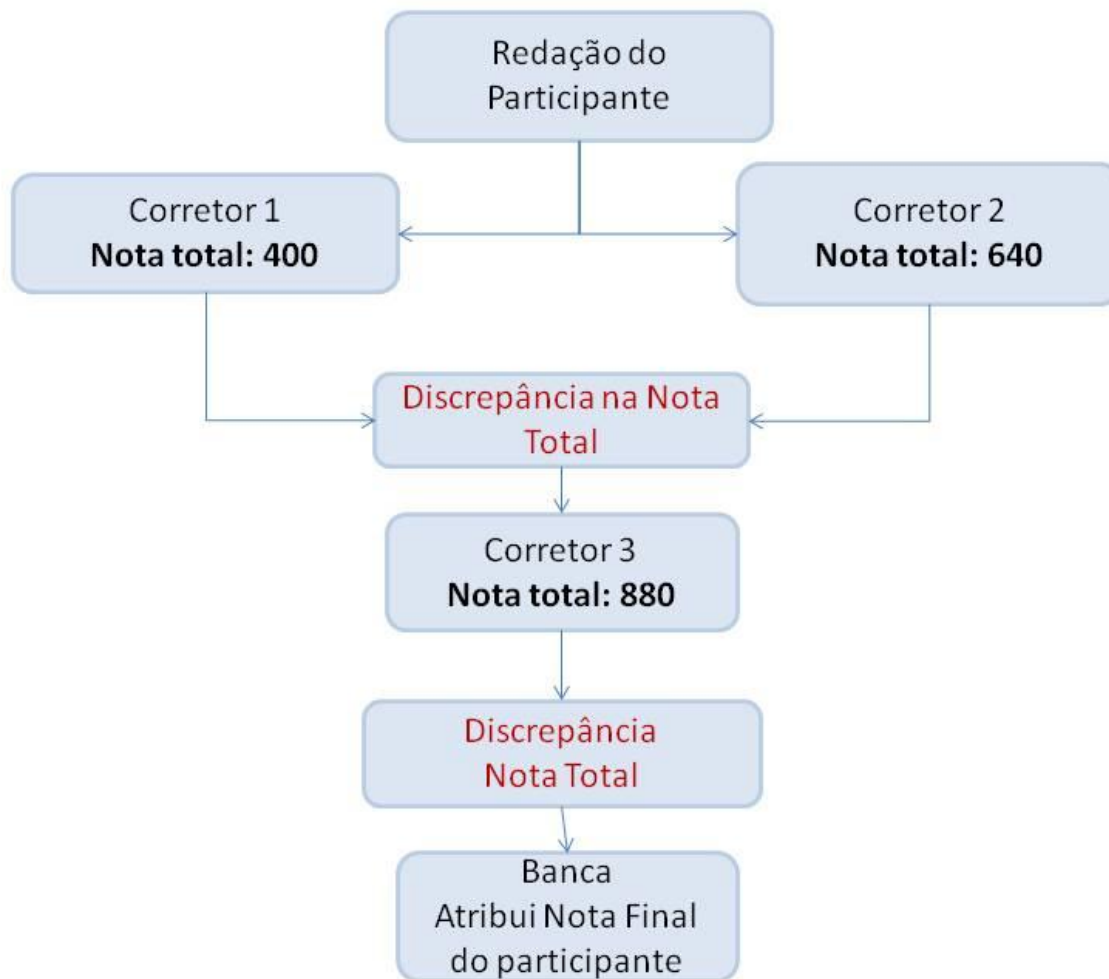 Redação do
Participante
Corretor 1
Nota total: 400
Corretor 2
Nota total: 640
Discrepância na Nota
Total
Corretor 3
Nota total: 880
Discrepância
Nota Total
Banca
Atribui Nota Final
do participante